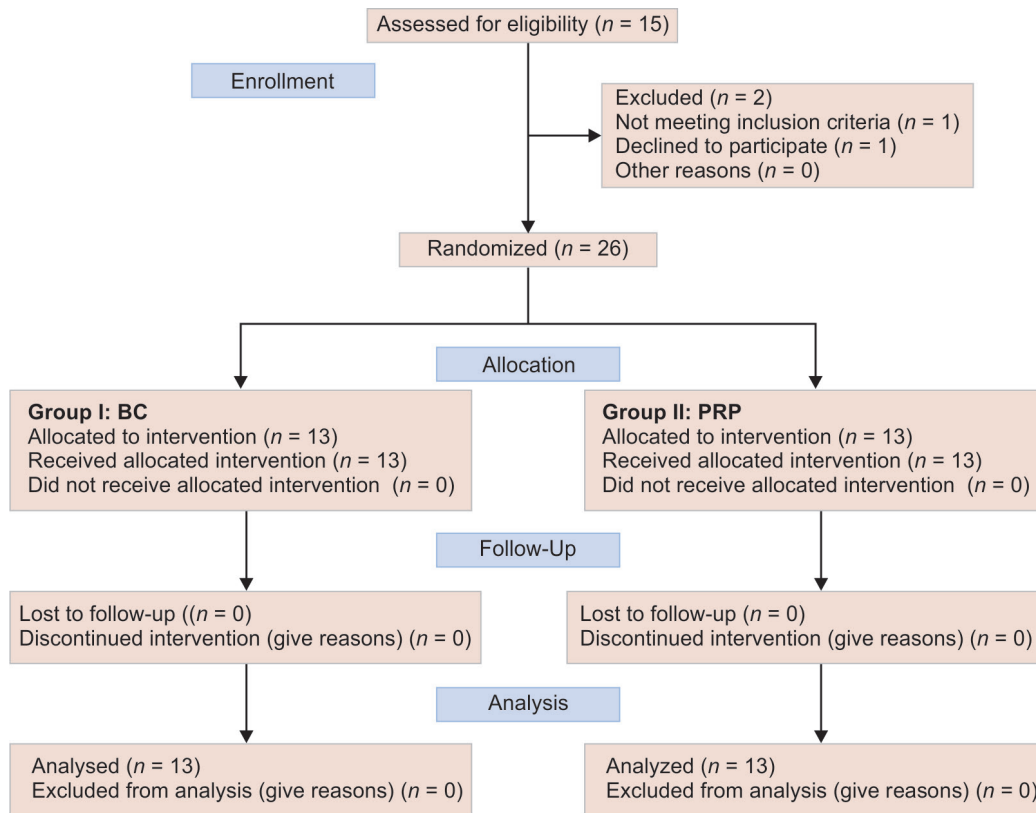 Assessed for eligibility (n = 15)
Enrollment
Excluded (n = 2)
Not meeting inclusion criteria (n = 1)
Declined to participate (n = 1)
Other reasons (n = 0)
Randomized (n = 26)
Allocation
Group I: BC
Allocated to intervention (n = 13)
Received allocated intervention (n = 13)
Did not receive allocated intervention (n = 0)
Group II: PRP
Allocated to intervention (n = 13)
Received allocated intervention (n = 13)
Did not receive allocated intervention (n = 0)
Follow-Up
Lost to follow-up ((n = 0)
Discontinued intervention (give reasons) (n = 0)
Lost to follow-up (n = 0)
Discontinued intervention (give reasons) (n = 0)
Analysis
Analysed (n = 13)
Excluded from analysis (give reasons) (n = 0)
Analyzed (n = 13)
Excluded from analysis (give reasons) (n = 0)